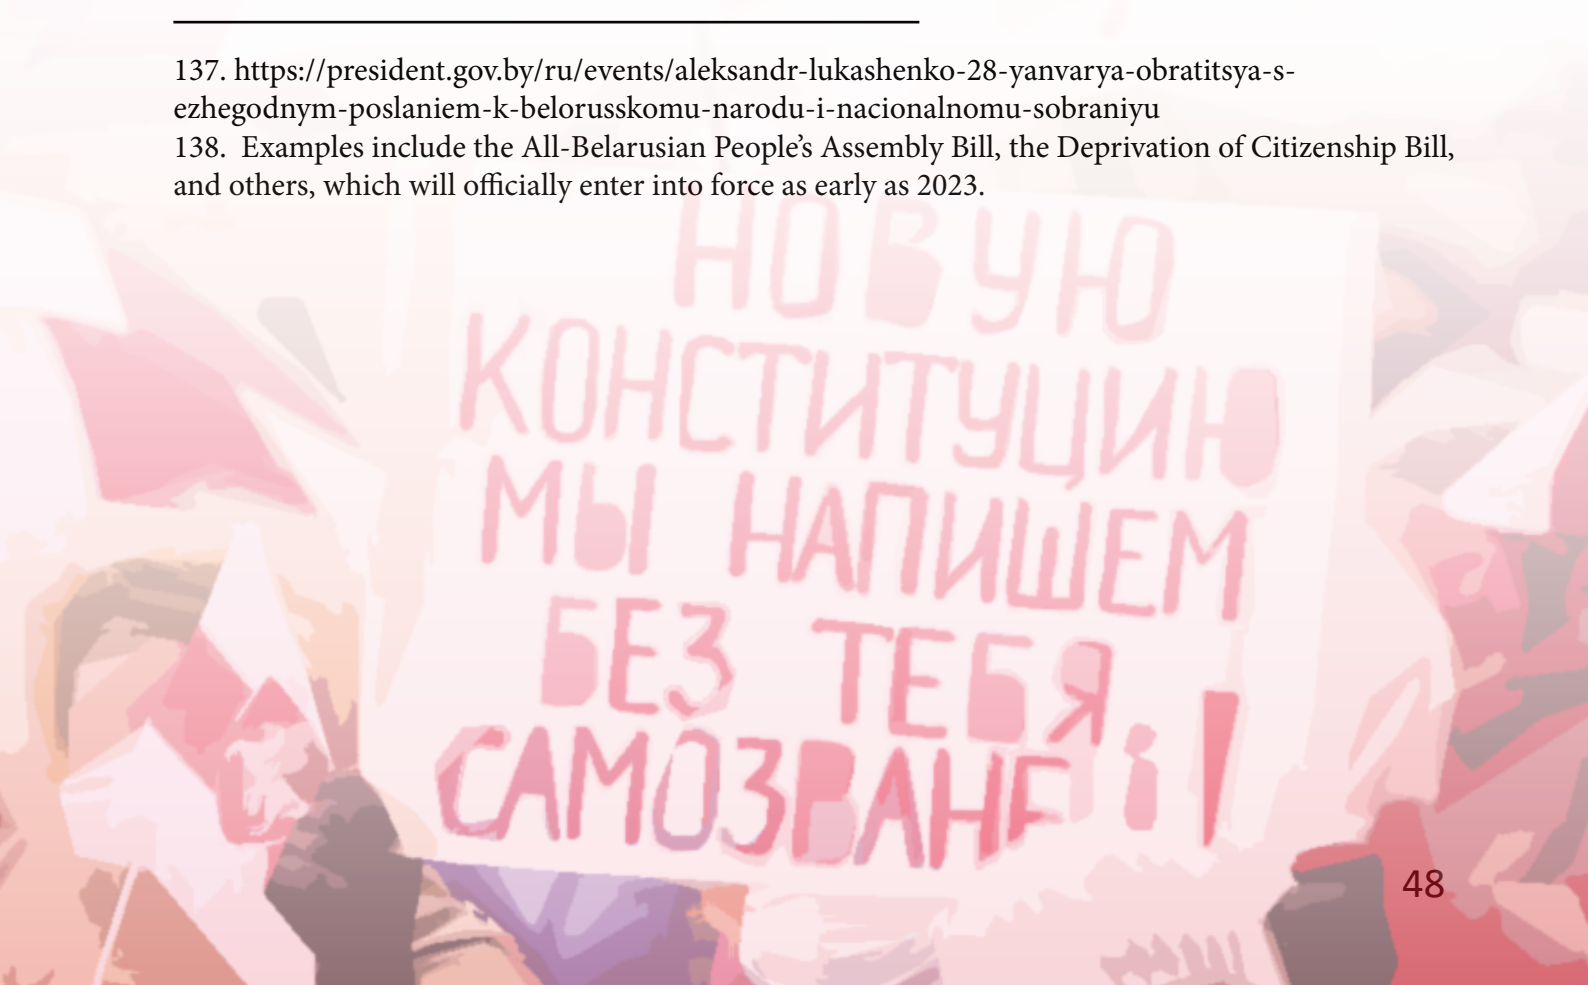 137. https://president.gov.by/ru/events/aleksandr-lukashenko-28-yanvarya-obratitsya-s-
ezhegodnym-poslaniem-k-belorusskomu-narodu-i-nacionalnomu-sobraniyu
138.  Examples include the All-Belarusian People’s Assembly Bill, the Deprivation of Citizenship Bill,
and others, which will officially enter into force as early as 2023.
НОВУЮ
КОНСТИТУЦИЮ
МЫ НАПИШЕМ
БЕЗ ТЕБЯ,
!
48